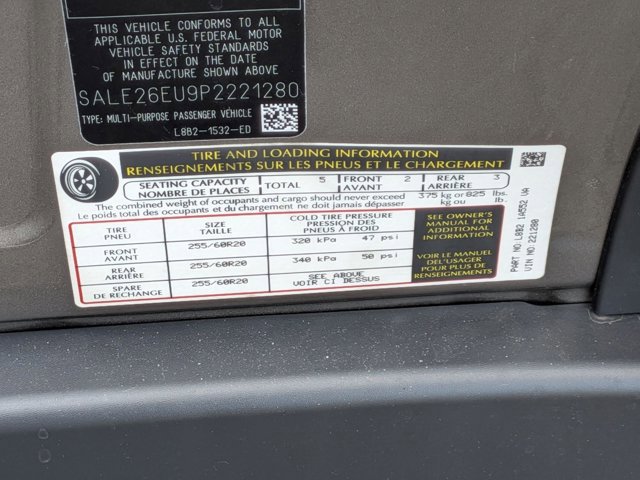 THIS VEHICLE CONFORMS TO ALL
APPLICABLE U.S. FEDERAL MOTOR
VEHICLE SAFETY STANDARDS
IN EFFECT ON THE DATE
OF MANUFACTURE SHOWN ABOVE
SALE26EU9P2221280
TYPE: MULTI-PURPOSE PASSENGER VEHICLE
L8B2-1532-ED
TIRE AND LOADING INFORMATION
RENSEIGNEMENTS SUR LES PNEUS ET LE CHARGEMENT
SEATING CAPACITY TOTAL 5 FRONT 2 REAR 3
NOMBRE DE PLACES AVANT ARRIÈRE
The combined weight of occupants and cargo should never exceed 375 kg or 825 lbs.
Le poids total des occupants et du chargement ne doit jamais dépasser kg ou lb.
TIRE SIZE COLD TIRE PRESSURE
PNEU TAILLE PRESSION DES PNEUS À FROID
FRONT 255/60R20 320 kPa 47 psi
AVANT
REAR 255/60R20 340 kPa 50 psi
ARRIÈRE
SPARE 255/60R20 SEE ABOVE
DE RECHANGE VOIR CI DESSUS
SEE OWNER'S
MANUAL FOR
ADDITIONAL
INFORMATION
VOIR LE MANUEL
DE L'USAGER
POUR PLUS DE
RENSEIGNEMENTS
PART NO. L8B2 1A552 VA
VIN NO. 221280